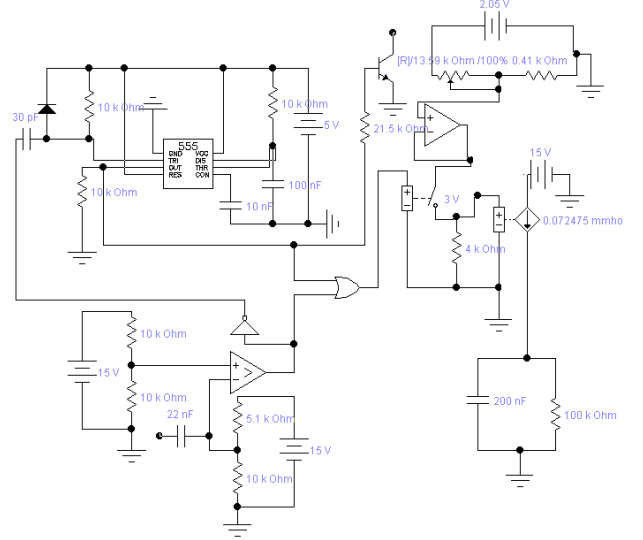 2.05 V
[R]/13.59 k Ohm /100% 0.41 k Ohm
30 pF
10 k Ohm
555
GND VCC
TRI DIS
OUT THR
RES CON
10 k Ohm
5 V
21.5 k Ohm
15 V
10 k Ohm
100 nF
10 nF
3 V
0.072475 mmho
4 k Ohm
10 k Ohm
15 V
10 k Ohm
22 nF
5.1 k Ohm
15 V
10 k Ohm
200 nF
100 k Ohm